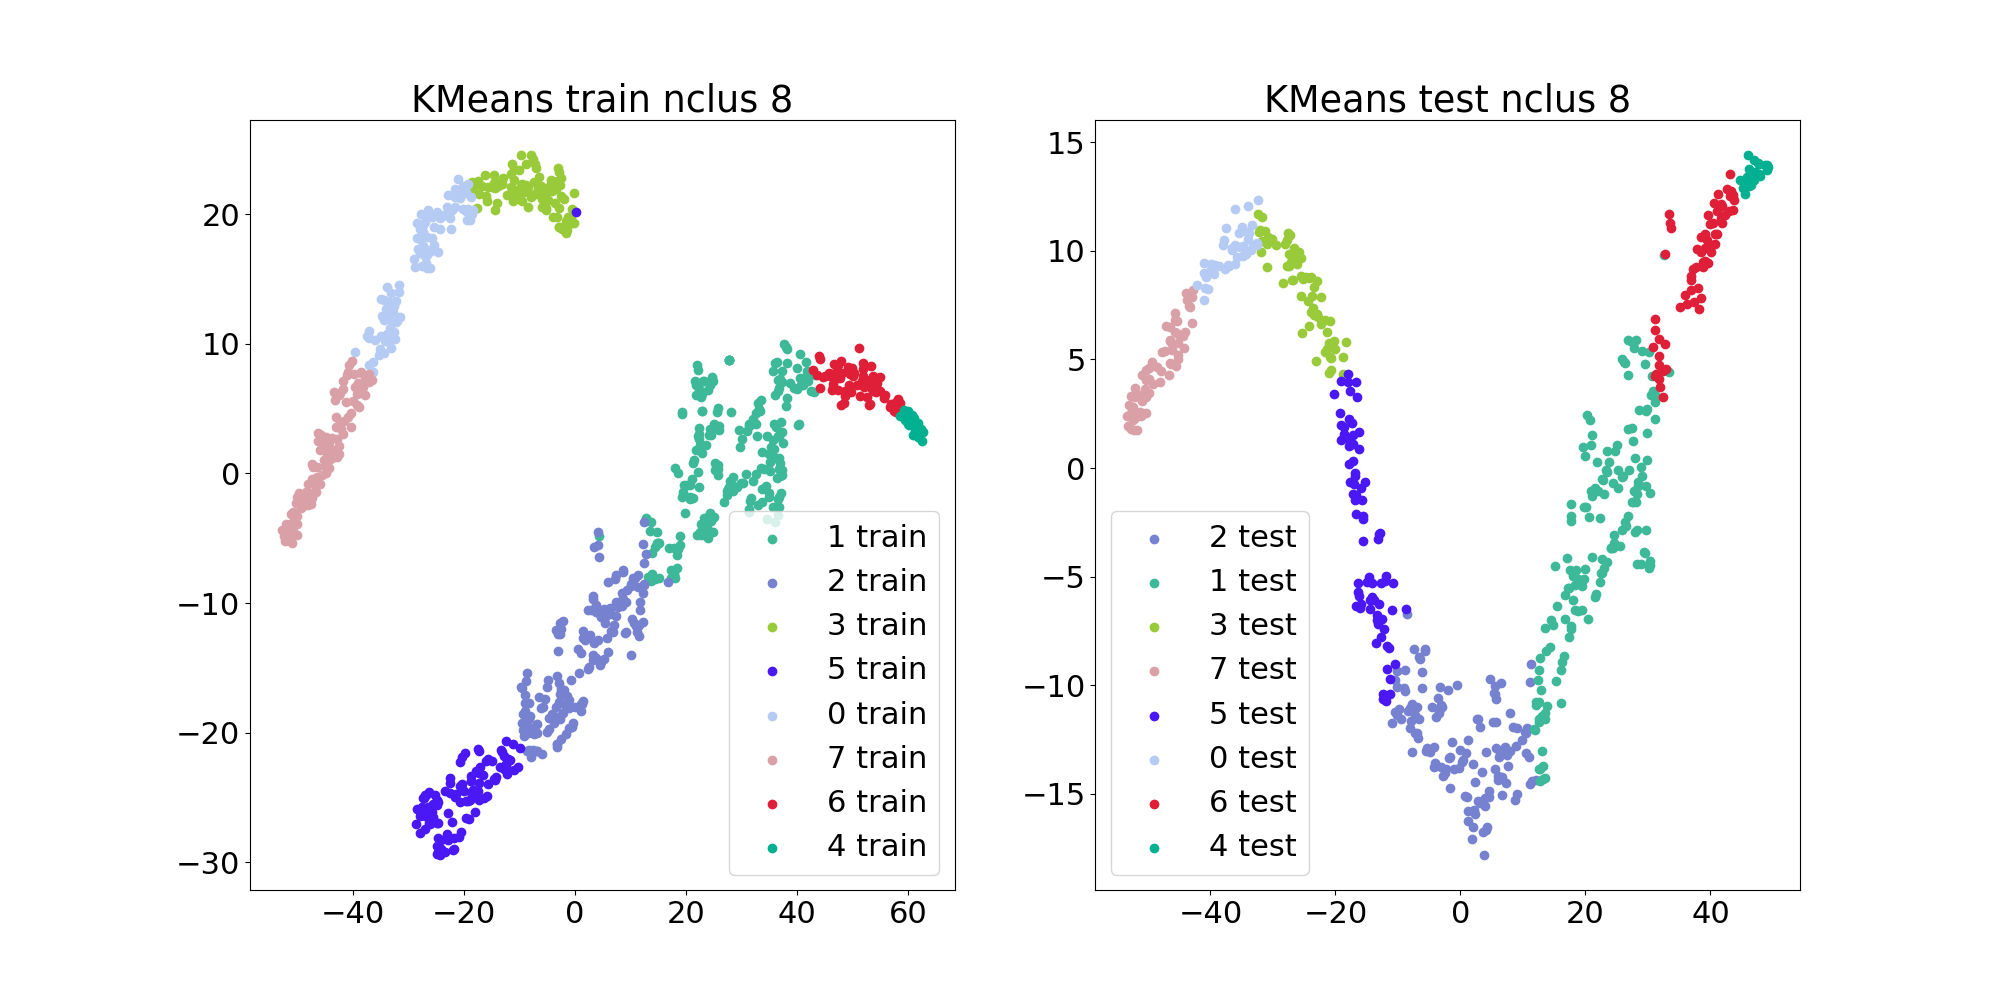 KMeans train nclus 8
20
10
0
−10
−20
−30
−40
−20
0
20
40
60
1 train
2 train
3 train
5 train
0 train
7 train
6 train
4 train
KMeans test nclus 8
15
10
5
0
−5
−10
−15
−40
−20
0
20
40
2 test
1 test
3 test
7 test
5 test
0 test
6 test
4 test